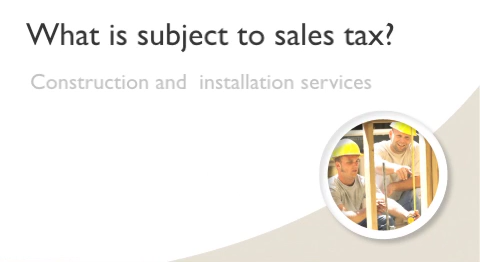 What is subject to sales tax?
Construction and  installation services